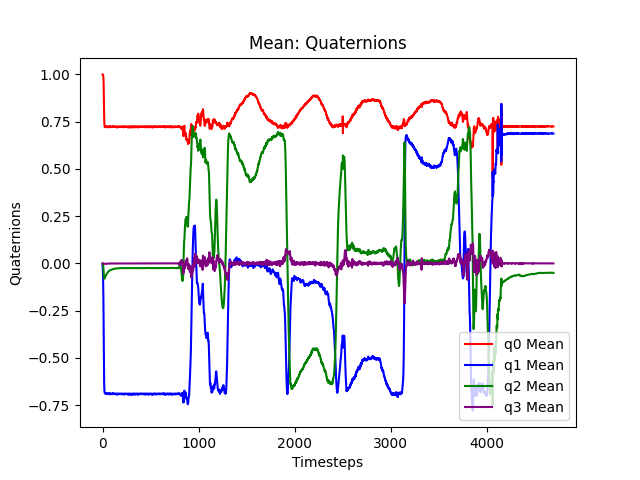 Mean: Quaternions
Quaternions
1.00
0.75
0.50
0.25
0.00
−0.25
−0.50
−0.75
0
1000
2000
3000
4000
Timesteps
q0 Mean
q1 Mean
q2 Mean
q3 Mean